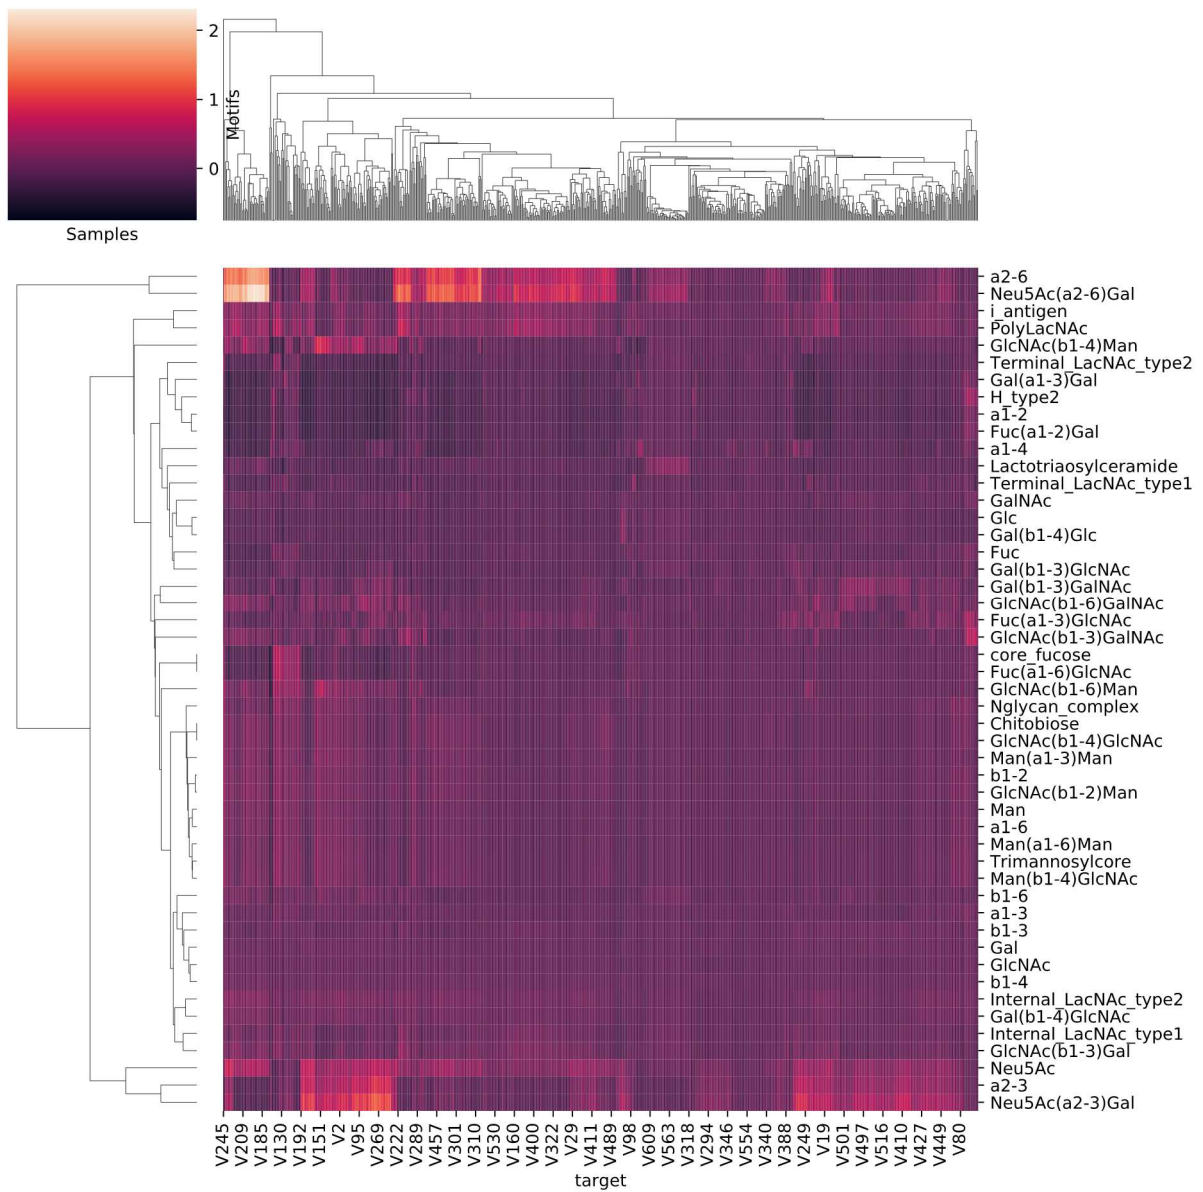 2
1
0
Motifs
Samples
a2-6
Neu5Ac(a2-6)Gal
i_antigen
PolyLacNAc
GlcNAc(b1-4)Man
Terminal_LacNAc_type2
Gal(a1-3)Gal
H_type2
a1-2
Fuc(a1-2)Gal
a1-4
Lactotriaosylceramide
Terminal_LacNAc_type1
GalNAc
Glc
Gal(b1-4)Glc
Fuc
Gal(b1-3)GlcNAc
Gal(b1-3)GalNAc
GlcNAc(b1-6)GalNAc
Fuc(a1-3)GlcNAc
GlcNAc(b1-3)GalNAc
core_fucose
Fuc(a1-6)GlcNAc
GlcNAc(b1-6)Man
Nglycan_complex
Chitobiose
GlcNAc(b1-4)GlcNAc
Man(a1-3)Man
b1-2
GlcNAc(b1-2)Man
Man
a1-6
Man(a1-6)Man
Trimannosylcore
Man(b1-4)GlcNAc
b1-6
a1-3
b1-3
Gal
GlcNAc
b1-4
Internal_LacNAc_type2
Gal(b1-4)GlcNAc
Internal_LacNAc_type1
GlcNAc(b1-3)Gal
Neu5Ac
a2-3
Neu5Ac(a2-3)Gal
V245
V209
V185
V130
V192
V151
V2
V95
V269
V222
V289
V457
V301
V310
V530
V160
V400
V322
V29
V411
V489
V98
V609
V563
V318
V294
V346
V554
V340
V388
V249
V19
V501
V497
V516
V410
V427
V449
V80
target